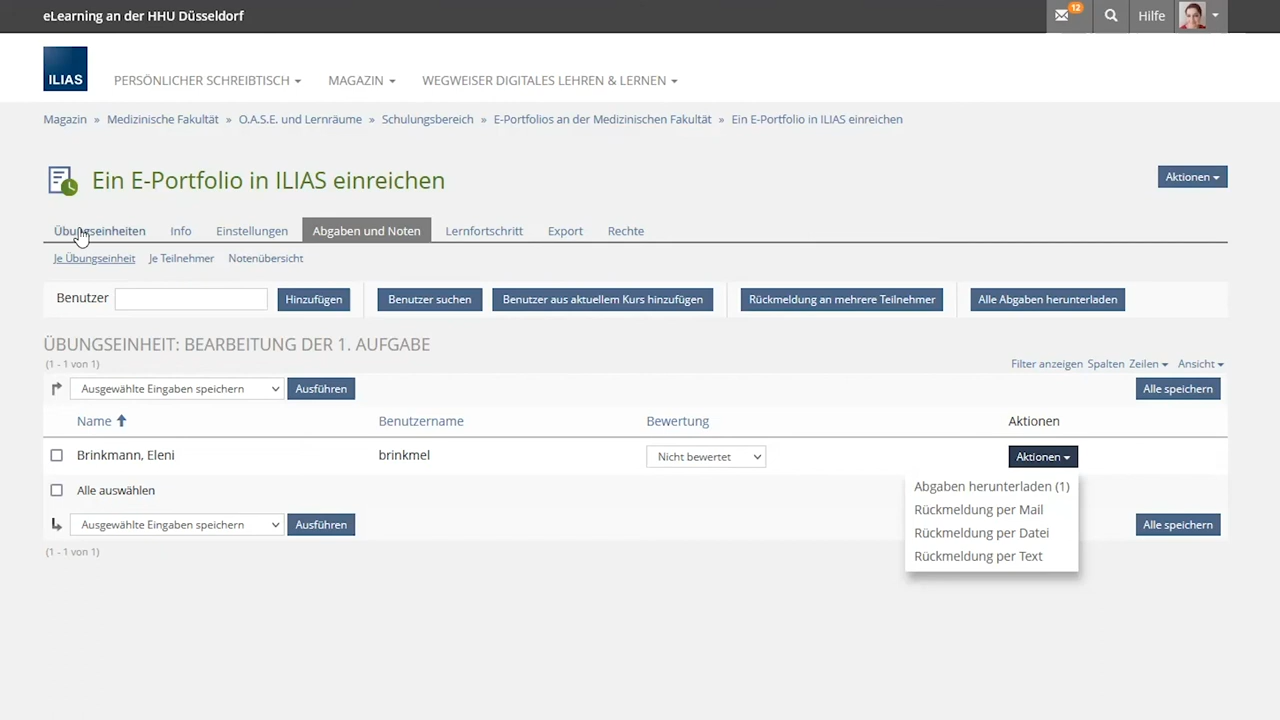 eLearning an der HHU Düsseldorf
12
Hilfe
ILIAS
PERSÖNLICHER SCHREIBTISCH
MAGAZIN
WEGWEISER DIGITALES LEHREN & LERNEN
Magazin » Medizinische Fakultät » O.A.S.E. und Lernräume » Schulungsbereich » E-Portfolios an der Medizinischen Fakultät » Ein E-Portfolio in ILIAS einreichen
Ein E-Portfolio in ILIAS einreichen
Aktionen
Übungseinheiten Info Einstellungen Abgaben und Noten Lernfortschritt Export Rechte
Je Übungseinheit Je Teilnehmer Notenübersicht
Benutzer Hinzufügen Benutzer suchen Benutzer aus aktuellem Kurs hinzufügen Rückmeldung an mehrere Teilnehmer Alle Abgaben herunterladen
ÜBUNGSEINHEIT: BEARBEITUNG DER 1. AUFGABE
(1 - 1 von 1) Filter anzeigen Spalten Zeilen Ansicht
Ausgewählte Eingaben speichern Ausführen Alle speichern
Name Benutzername Bewertung Aktionen
Brinkmann, Eleni brinkmel Nicht bewertet Aktionen
Abgaben herunterladen (1)
Rückmeldung per Mail
Rückmeldung per Datei
Rückmeldung per Text
Alle auswählen
Ausgewählte Eingaben speichern Ausführen Alle speichern
(1 - 1 von 1)